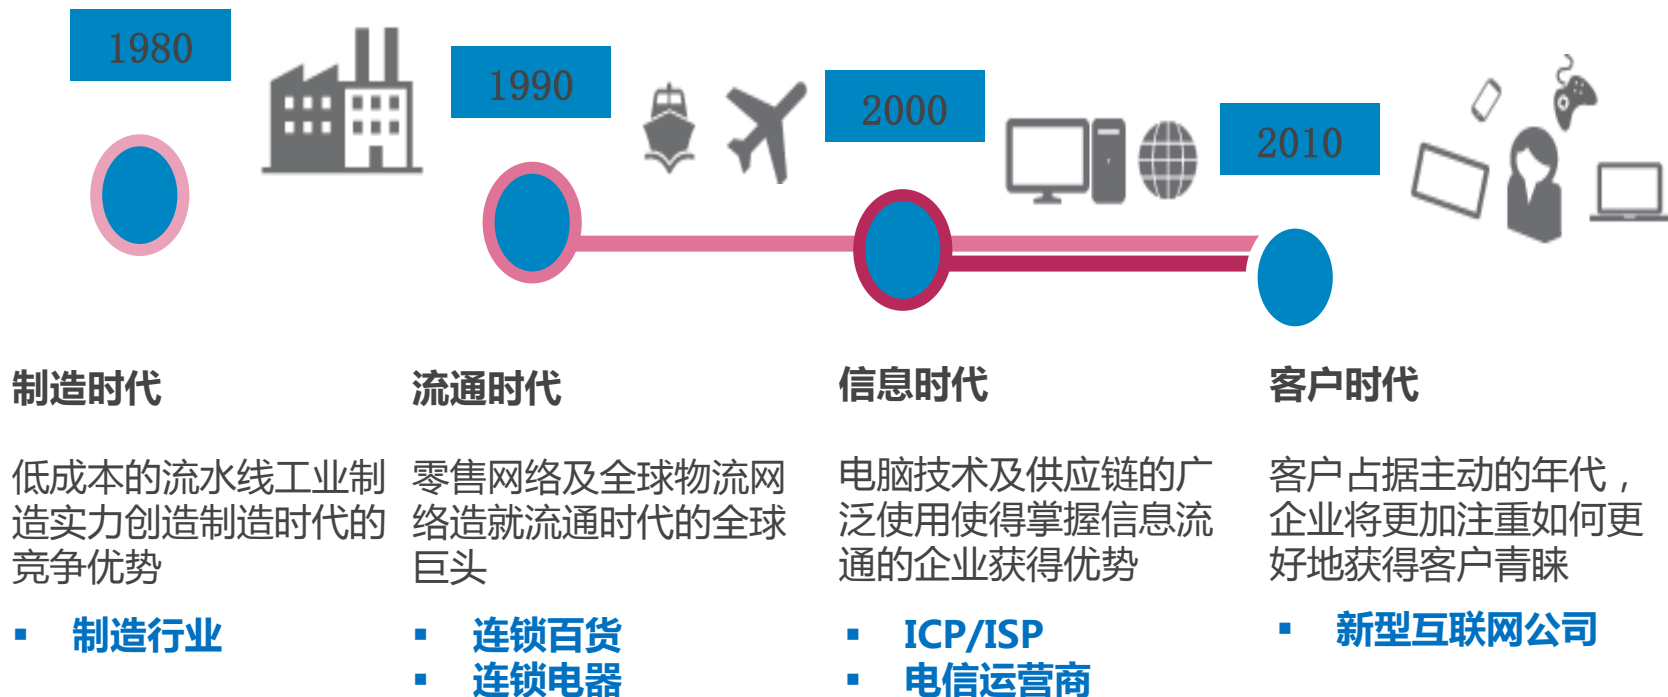 1980
1990
2000
2010
制造时代
低成本的流水线工业制
造实力创造制造时代的
竞争优势
▪ 制造行业
流通时代
零售网络及全球物流网
络造就流通时代的全球
巨头
▪ 连锁百货
▪ 连锁电器
信息时代
电脑技术及供应链的广
泛使用使得掌握信息流
通的企业获得优势
▪ ICP/ISP
▪ 电信运营商
客户时代
客户占据主动的年代，
企业将更加注重如何更
好地获得客户青睐
▪ 新型互联网公司